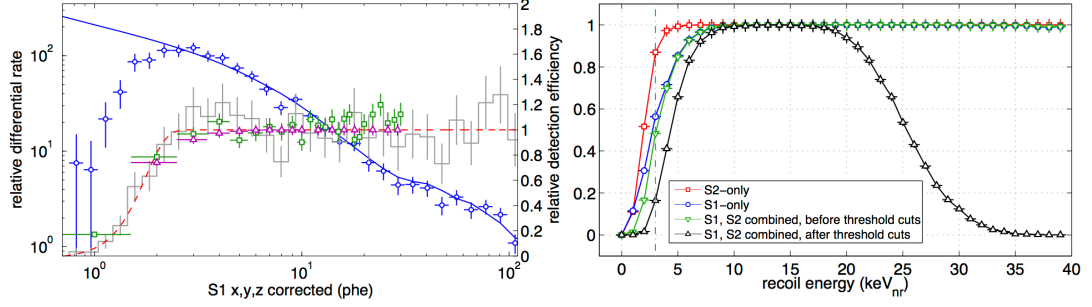 relative differential rate
10²
10¹
10⁰
10⁰
10¹
10²
S1 x,y,z corrected (phe)
2
1.8
1.6
1.4
1.2
1
0.8
0.6
0.4
0.2
0
relative detection efficiency
1
0.8
0.6
0.4
0.2
0
S2-only
S1-only
S1, S2 combined, before threshold cuts
S1, S2 combined, after threshold cuts
0 5 10 15 20 25 30 35 40
recoil energy (keVnr)